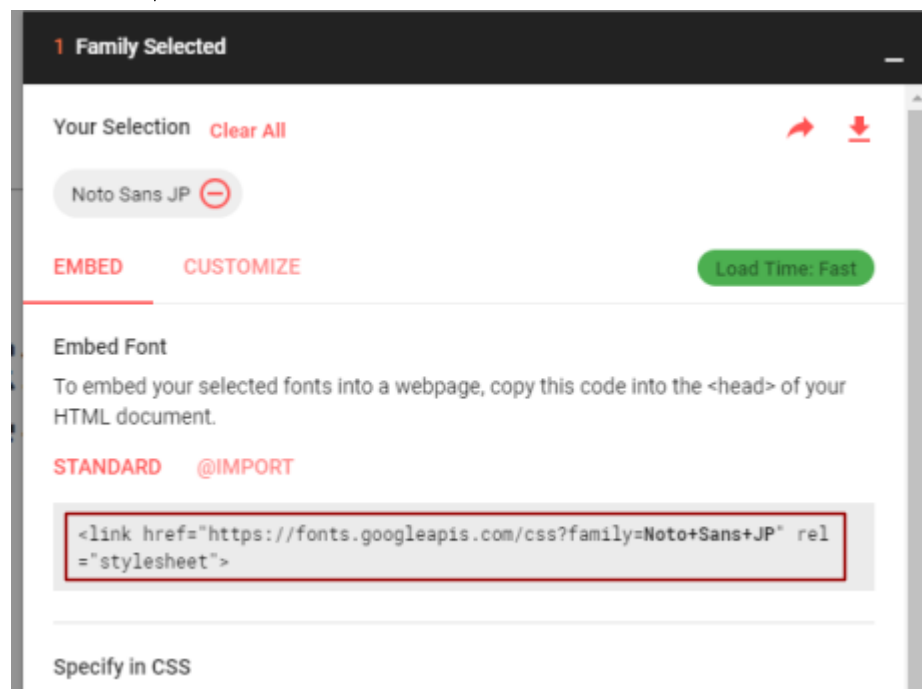 1 Family Selected
Your Selection Clear All
Noto Sans JP
EMBED CUSTOMIZE Load Time: Fast
Embed Font
To embed your selected fonts into a webpage, copy this code into the <head> of your
HTML document.
STANDARD @IMPORT
<link href="https://fonts.googleapis.com/css?family=Noto+Sans+JP" rel
="stylesheet">
Specify in CSS